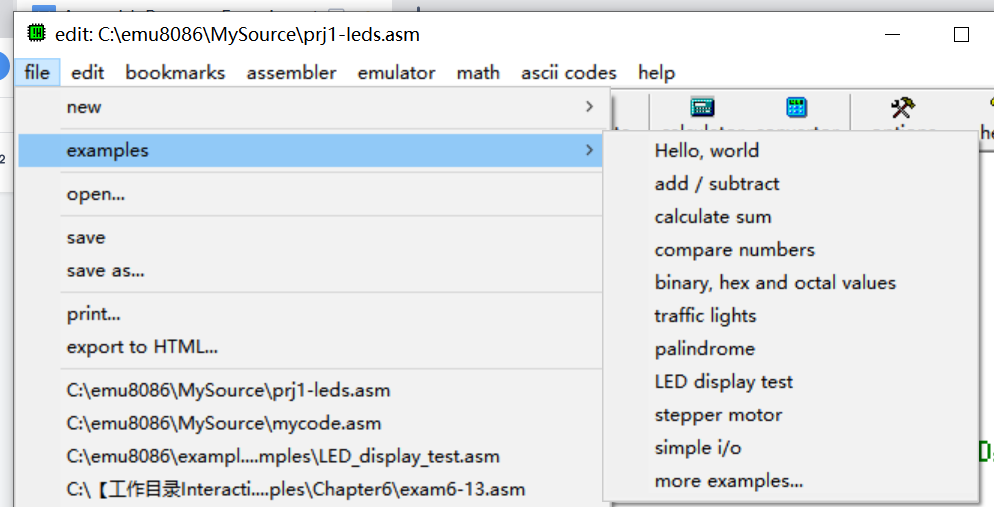 edit: C:\emu8086\MySource\prj1-leds.asm
file edit bookmarks assembler emulator math ascii codes help
new
examples
open...
save
save as...
print...
export to HTML...
C:\emu8086\MySource\prj1-leds.asm
C:\emu8086\MySource\mycode.asm
C:\emu8086\exampl....mples\LED_display_test.asm
C:\【工作目录Interacti....ples\Chapter6\exam6-13.asm
Hello, world
add / subtract
calculate sum
compare numbers
binary, hex and octal values
traffic lights
palindrome
LED display test
stepper motor
simple i/o
more examples...